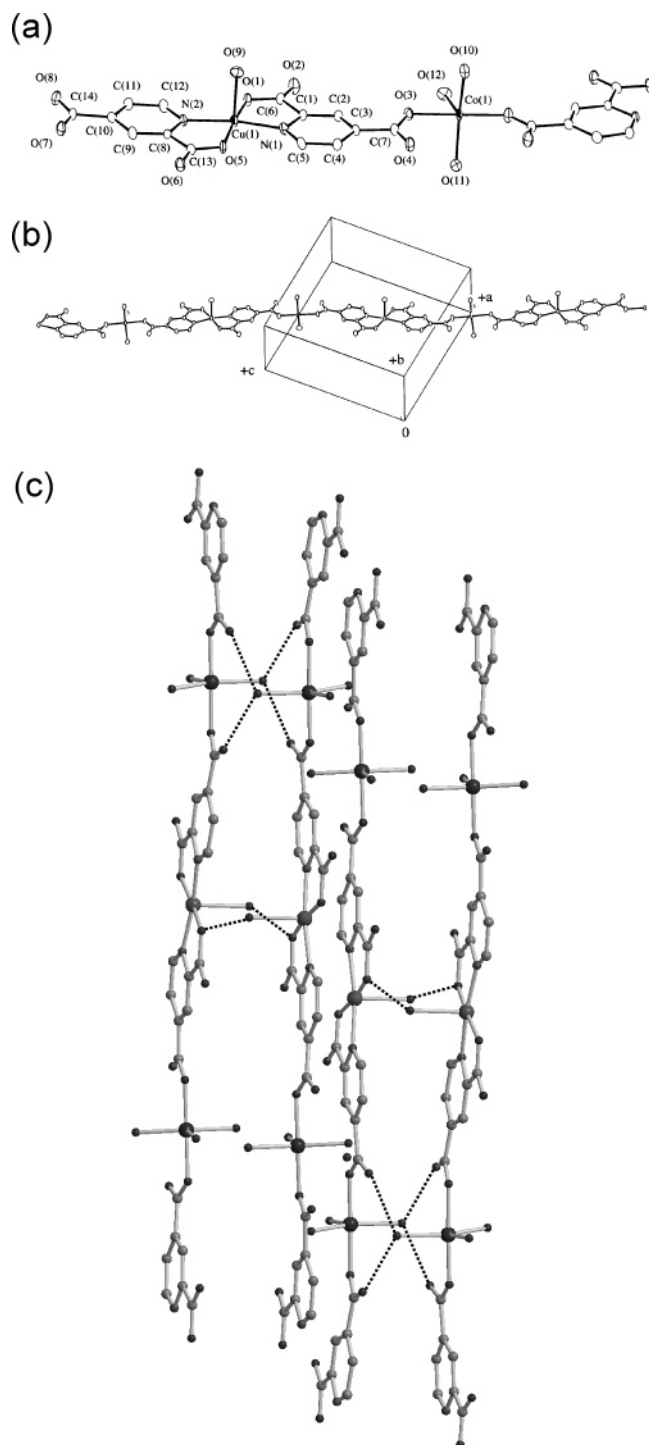 (a)
O(9) O(2) O(10)
O(8) C(11) C(12) O(1) O(12)
C(14) N(2) C(1) C(2) O(3) Co(1)
C(6) C(3)
O(7) C(10) Cu(1)
C(9) C(8) N(1) C(7) O(4)
C(13) O(5) C(5) C(4)
O(6) O(11)
(b)
+a
+b
+c
0
(c)